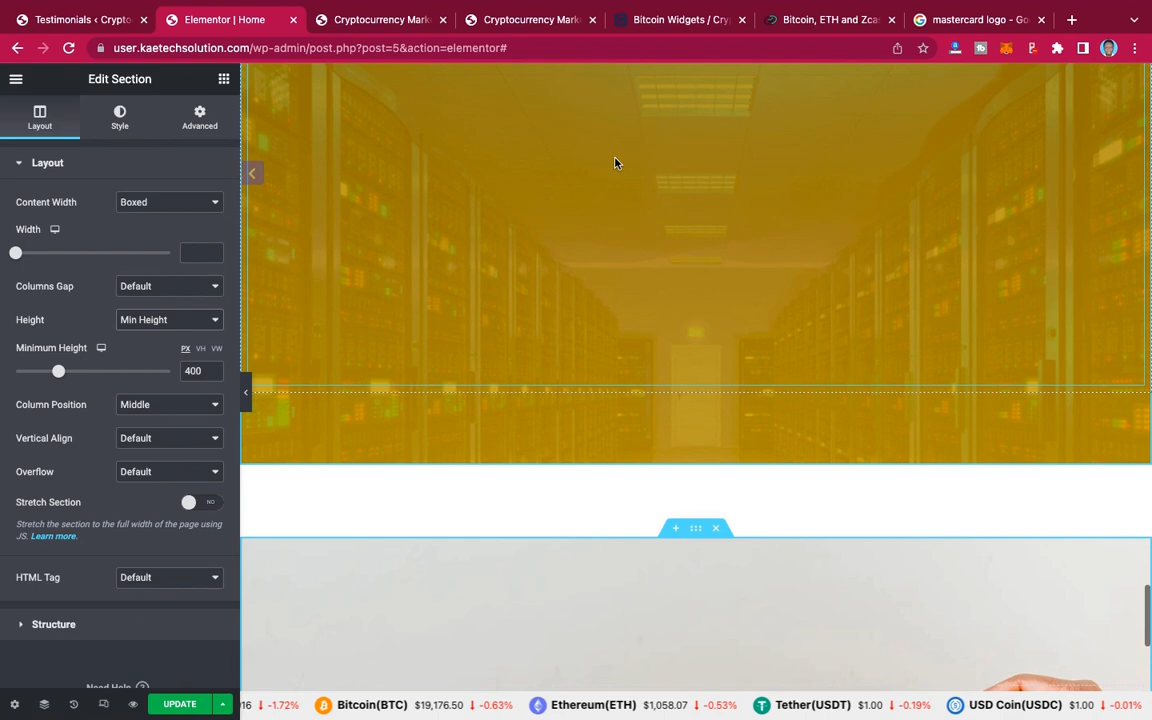 Testimonials ‹ Crypto
Elementor | Home
Cryptocurrency Mark
Cryptocurrency Mark
Bitcoin Widgets / Cry
Bitcoin, ETH and Zca
mastercard logo - Go
user.kaetechsolution.com/wp-admin/post.php?post=5&action=elementor#
Edit Section
Layout
Style
Advanced
Layout
Content Width
Boxed
Width
Columns Gap
Default
Height
Min Height
Minimum Height
PX VH VW
400
Column Position
Middle
Vertical Align
Default
Overflow
Default
Stretch Section
NO
Stretch the section to the full width of the page using
JS. Learn more.
HTML Tag
Default
Structure
Need Help
UPDATE
16 -1.72% Bitcoin(BTC) $19,176.50 -0.63% Ethereum(ETH) $1,058.07 -0.53% Tether(USDT) $1.00 -0.19% USD Coin(USDC) $1.00 -0.01%